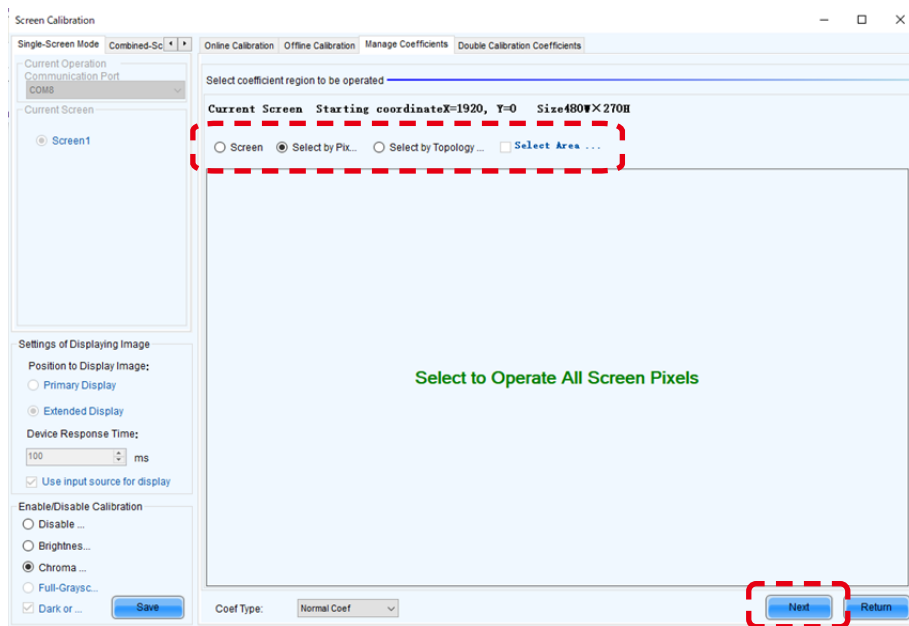 Screen Calibration
Single-Screen Mode Combined-Sc
Current Operation
Communication Port
COM8
Current Screen
Screen1
Settings of Displaying Image
Position to Display Image:
Primary Display
Extended Display
Device Response Time:
100 ms
Use input source for display
Enable/Disable Calibration
Disable ...
Brightnes...
Chroma ...
Full-Graysc...
Dark or ... Save
Online Calibration Offline Calibration Manage Coefficients Double Calibration Coefficients
Select coefficient region to be operated
Current Screen Starting coordinateX=1920, Y=0 Size480W×270H
Screen Select by Pix... Select by Topology ... Select Area ...
Select to Operate All Screen Pixels
Coef Type: Normal Coef Next Return